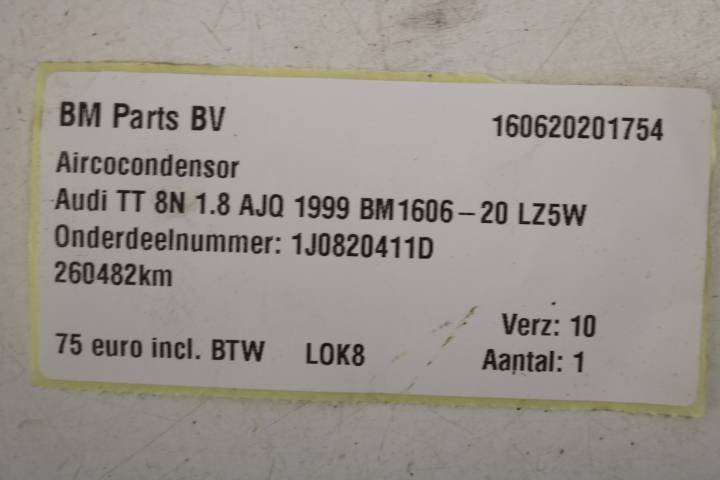 BM Parts BV 160620201754
Aircocondensor
Audi TT 8N 1.8 AJQ 1999 BM1606-20 LZ5W
Onderdeelnummer: 1J0820411D
260482km
Verz: 10
75 euro incl. BTW LOK8
Aantal: 1